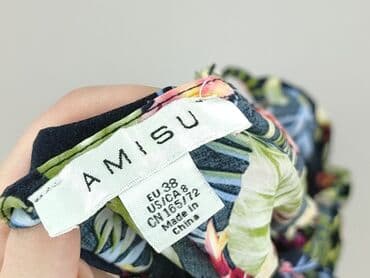 AMISU
EU 38
US/CA 8
CN 165/72
Made in
China